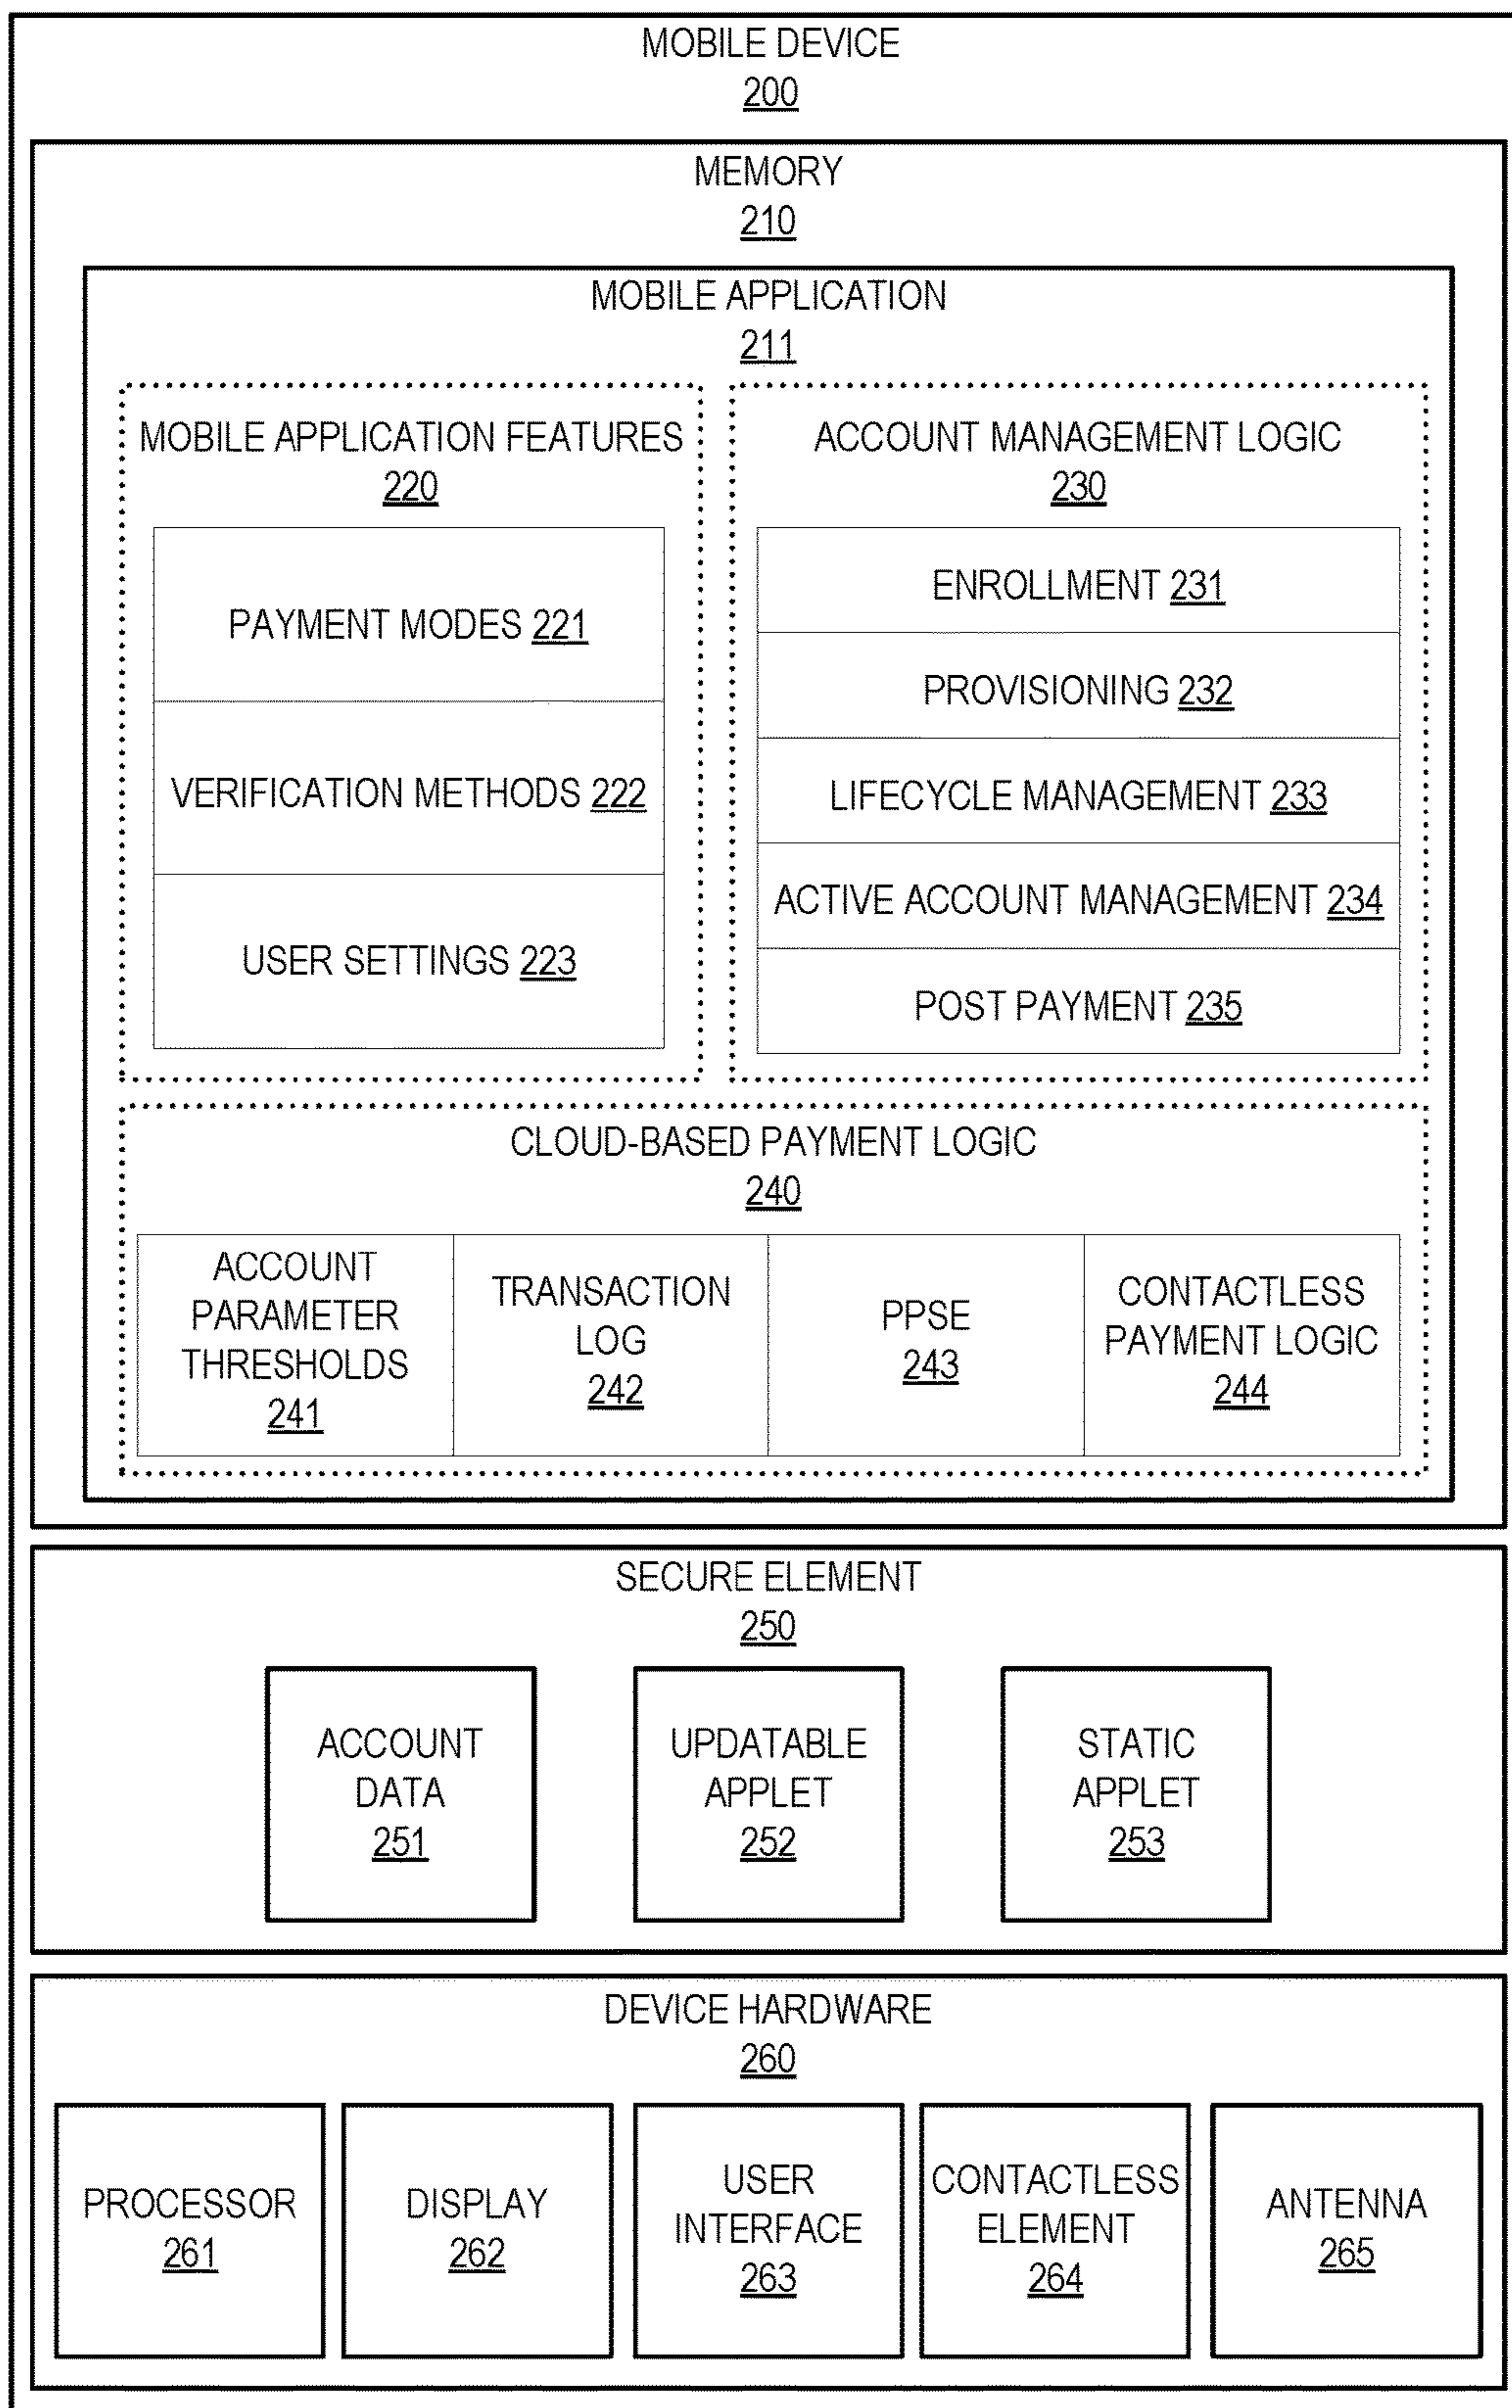 MOBILE DEVICE
200
MEMORY
210
MOBILE APPLICATION
211
MOBILE APPLICATION FEATURES
220
PAYMENT MODES 221
VERIFICATION METHODS 222
USER SETTINGS 223
ACCOUNT MANAGEMENT LOGIC
230
ENROLLMENT 231
PROVISIONING 232
LIFECYCLE MANAGEMENT 233
ACTIVE ACCOUNT MANAGEMENT 234
POST PAYMENT 235
CLOUD-BASED PAYMENT LOGIC
240
ACCOUNT
PARAMETER
THRESHOLDS
241
TRANSACTION
LOG
242
PPSE
243
CONTACTLESS
PAYMENT LOGIC
244
SECURE ELEMENT
250
ACCOUNT
DATA
251
UPDATABLE
APPLET
252
STATIC
APPLET
253
DEVICE HARDWARE
260
PROCESSOR
261
DISPLAY
262
USER
INTERFACE
263
CONTACTLESS
ELEMENT
264
ANTENNA
265